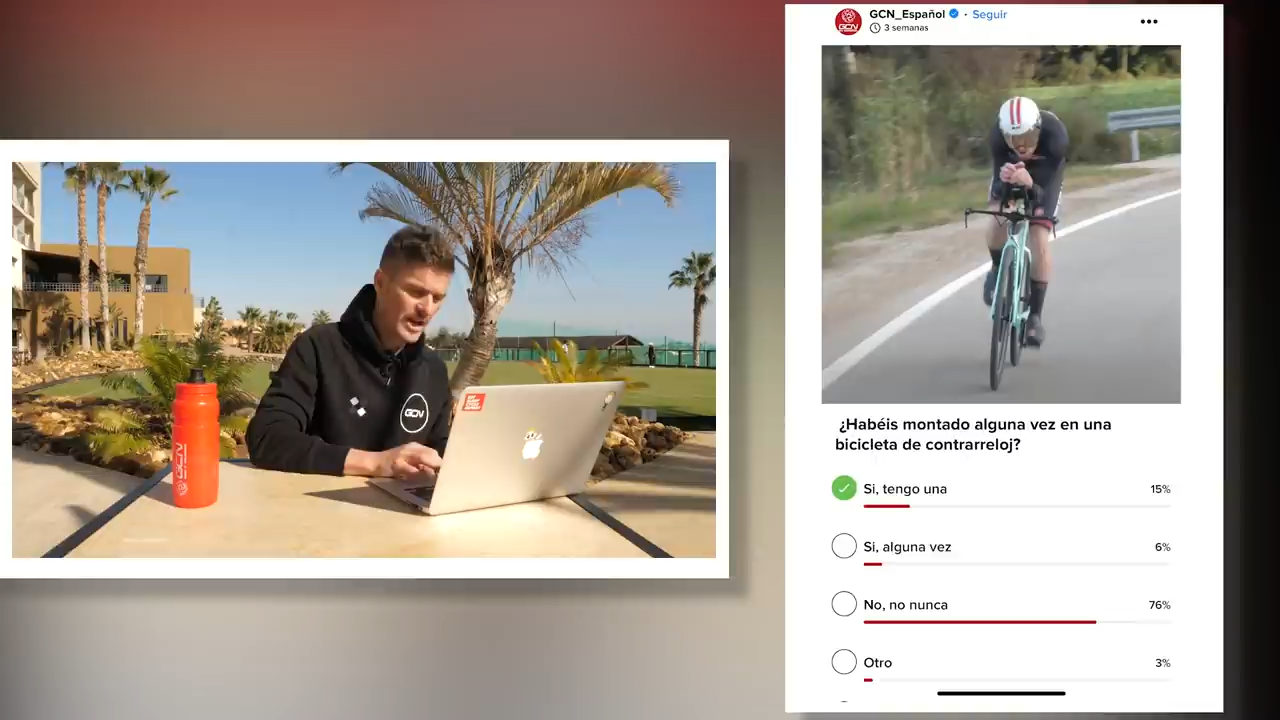 GCN_Español · Seguir
3 semanas
GCN
GCN
GCN
¿Habéis montado alguna vez en una
bicicleta de contrarreloj?
Si, tengo una 15%
Si, alguna vez 6%
No, no nunca 76%
Otro 3%